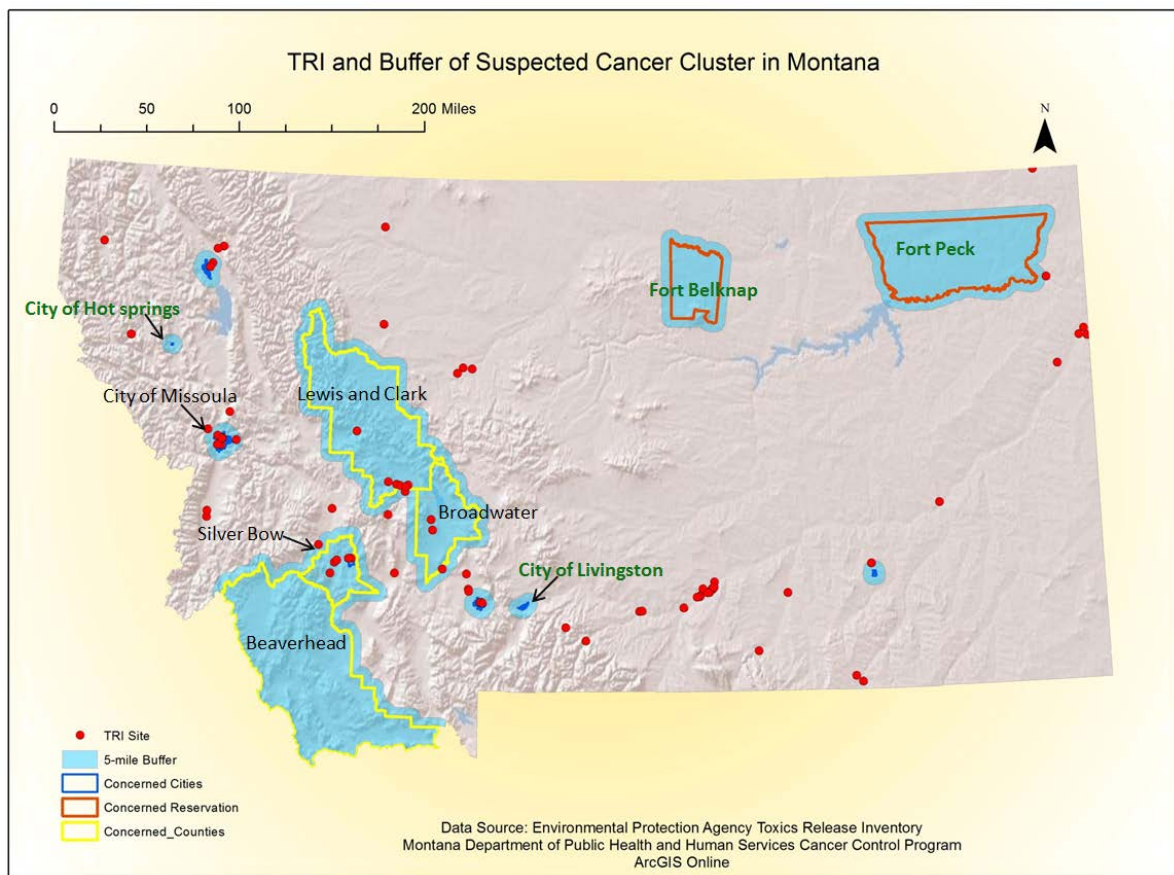 TRI and Buffer of Suspected Cancer Cluster in Montana
0 50 100 200 Miles
N
Fort Peck
Fort Belknap
City of Hot springs
City of Missoula
Lewis and Clark
Broadwater
Silver Bow
City of Livingston
Beaverhead
TRI Site
5-mile Buffer
Concerned Cities
Concerned Reservation
Concerned_Counties
Data Source: Environmental Protection Agency Toxics Release Inventory
Montana Department of Public Health and Human Services Cancer Control Program
ArcGIS Online